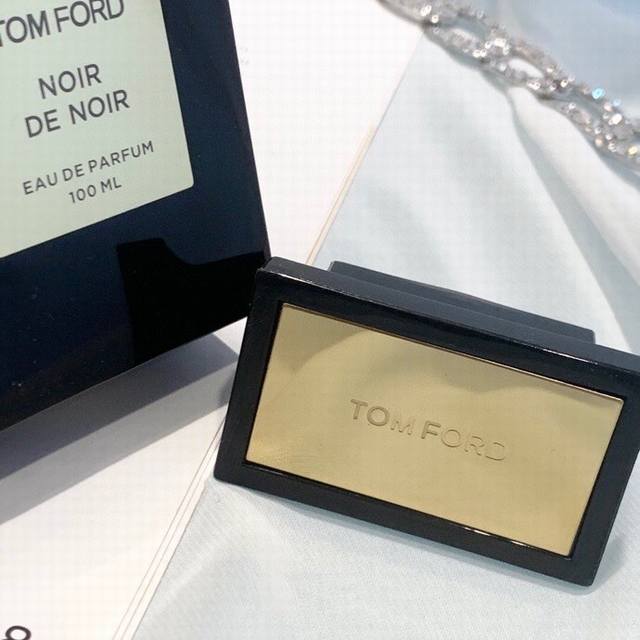 TOM FORD
NOIR
DE NOIR
EAU DE PARFUM
100 ML
TOM FORD